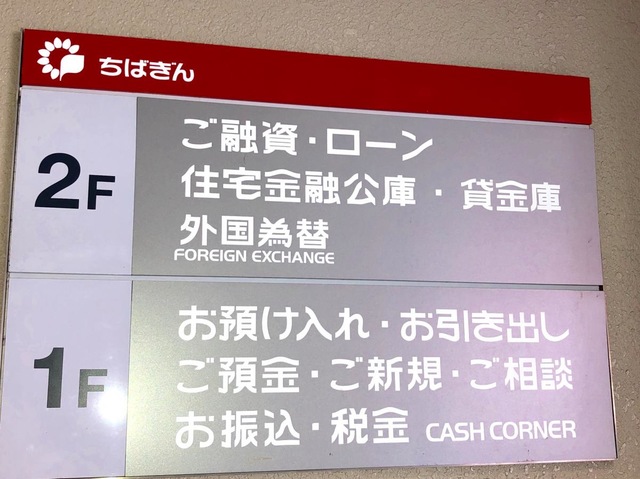 ちばぎん
2F
ご融資・ローン
住宅金融公庫・貸金庫
外国為替
FOREIGN EXCHANGE
1F
お預け入れ・お引き出し
ご預金・ご新規・ご相談
お振込・税金 CASH CORNER